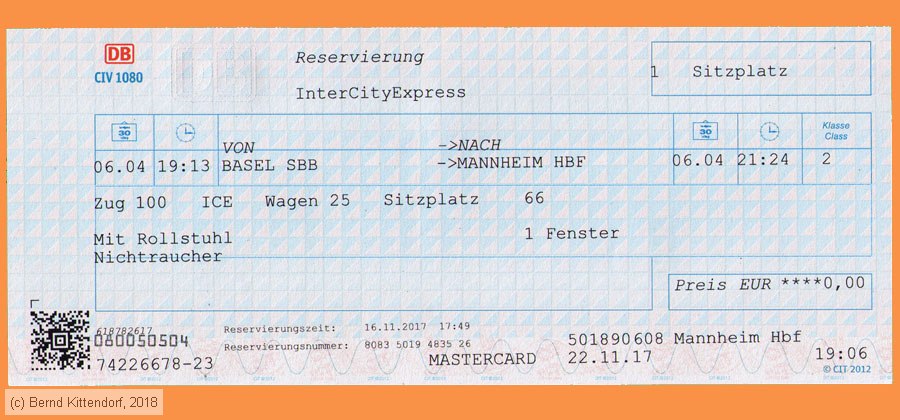 DB
CIV 1080
Reservierung
InterCityExpress
1 Sitzplatz
VON ->NACH
Klasse
Class
06.04 19:13 BASEL SBB ->MANNHEIM HBF 06.04 21:24 2
Zug 100 ICE Wagen 25 Sitzplatz 66
Mit Rollstuhl 1 Fenster
Nichtraucher
Preis EUR ****0,00
618782617
080050504
74226678-23
Reservierungszeit: 16.11.2017 17:49
Reservierungsnummer: 8083 5019 4835 26
MASTERCARD
501890608 Mannheim Hbf
22.11.17 19:06
© CIT 2012
(c) Bernd Kittendorf, 2018